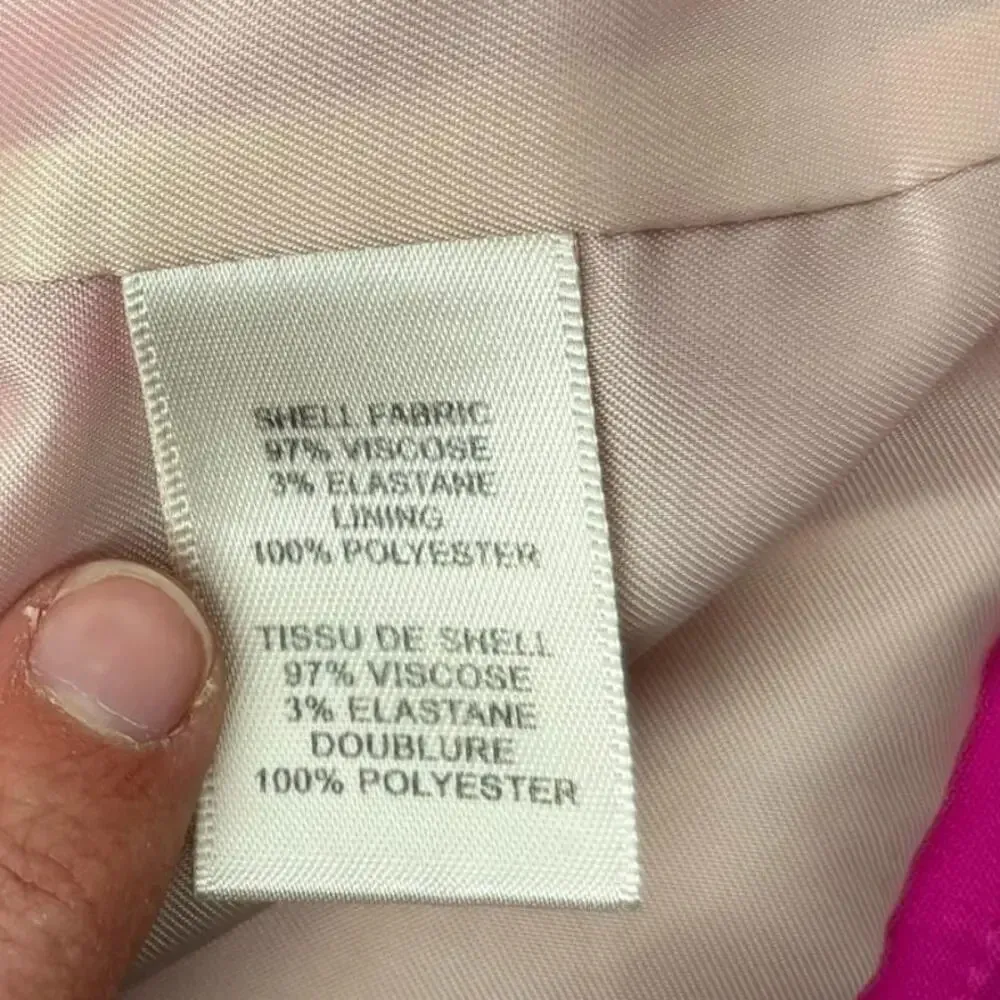 SHELL FABRIC
97% VISCOSE
3% ELASTANE
LINING
100% POLYESTER
TISSU DE SHELL
97% VISCOSE
3% ELASTANE
DOUBLURE
100% POLYESTER